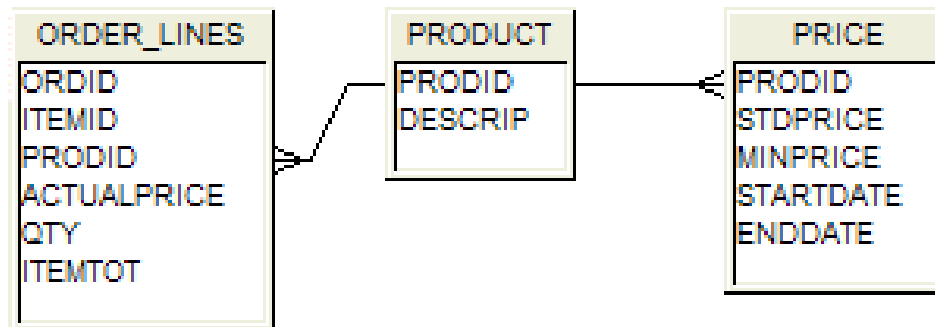 ORDER_LINES
ORDID
ITEMID
PRODID
ACTUALPRICE
QTY
ITEMTOT
PRODUCT
PRODID
DESCRIP
PRICE
PRODID
STDPRICE
MINPRICE
STARTDATE
ENDDATE